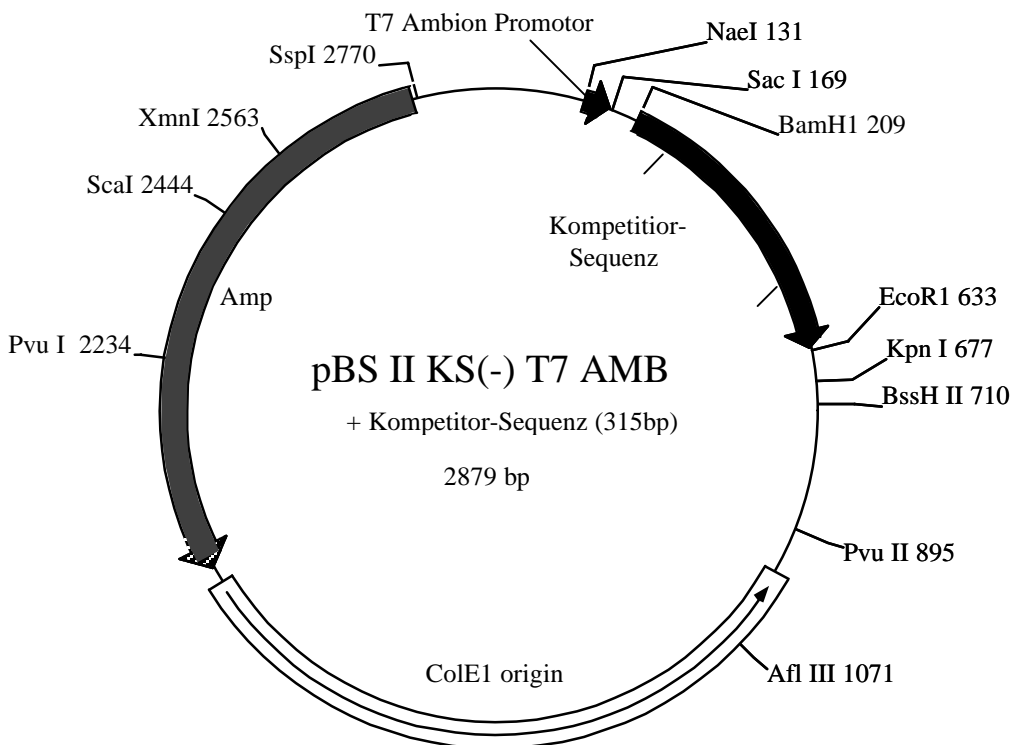 T7 Ambion Promotor
NaeI 131
SspI 2770
Sac I 169
XmnI 2563
BamH1 209
ScaI 2444
Kompetitior-
Sequenz
Amp
EcoR1 633
Pvu I  2234
Kpn I 677
pBS II KS(-) T7 AMB
BssH II 710
+ Kompetitor-Sequenz (315bp)
2879 bp
Pvu II 895
ColE1 origin
Afl III 1071